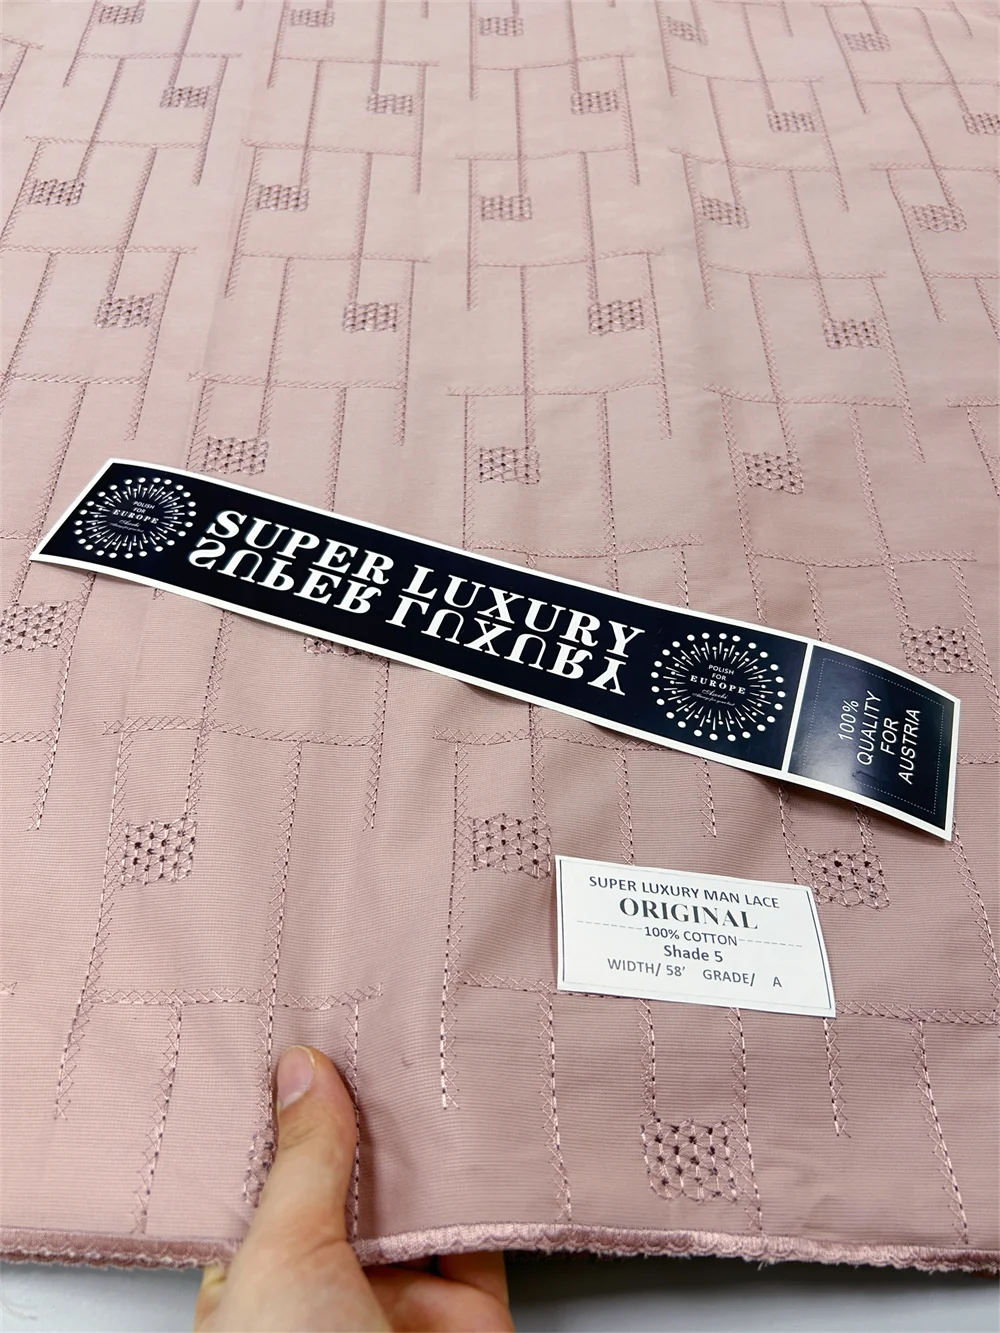 POLISH
FOR
EUROPE
SUPER LUXURY
SUPER LUXURY
POLISH
FOR
EUROPE
100%
QUALITY
FOR
AUSTRIA
SUPER LUXURY MAN LACE
ORIGINAL
100% COTTON
Shade 5
WIDTH/ 58' GRADE/ A